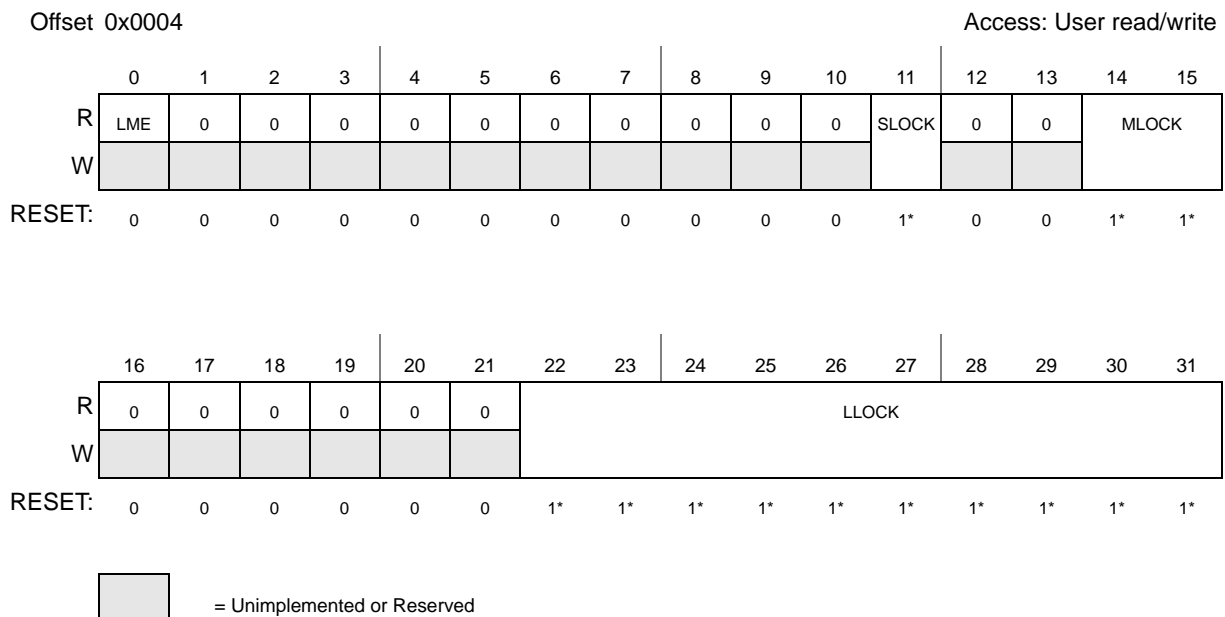 Offset 0x0004 Access: User read/write
0 1 2 3 4 5 6 7 8 9 10 11 12 13 14 15
R LME 0 0 0 0 0 0 0 0 0 0 SLOCK 0 0 MLOCK
W
RESET: 0 0 0 0 0 0 0 0 0 0 0 1* 0 0 1* 1*
16 17 18 19 20 21 22 23 24 25 26 27 28 29 30 31
R 0 0 0 0 0 0 LLOCK
W
RESET: 0 0 0 0 0 0 1* 1* 1* 1* 1* 1* 1* 1* 1* 1*
= Unimplemented or Reserved